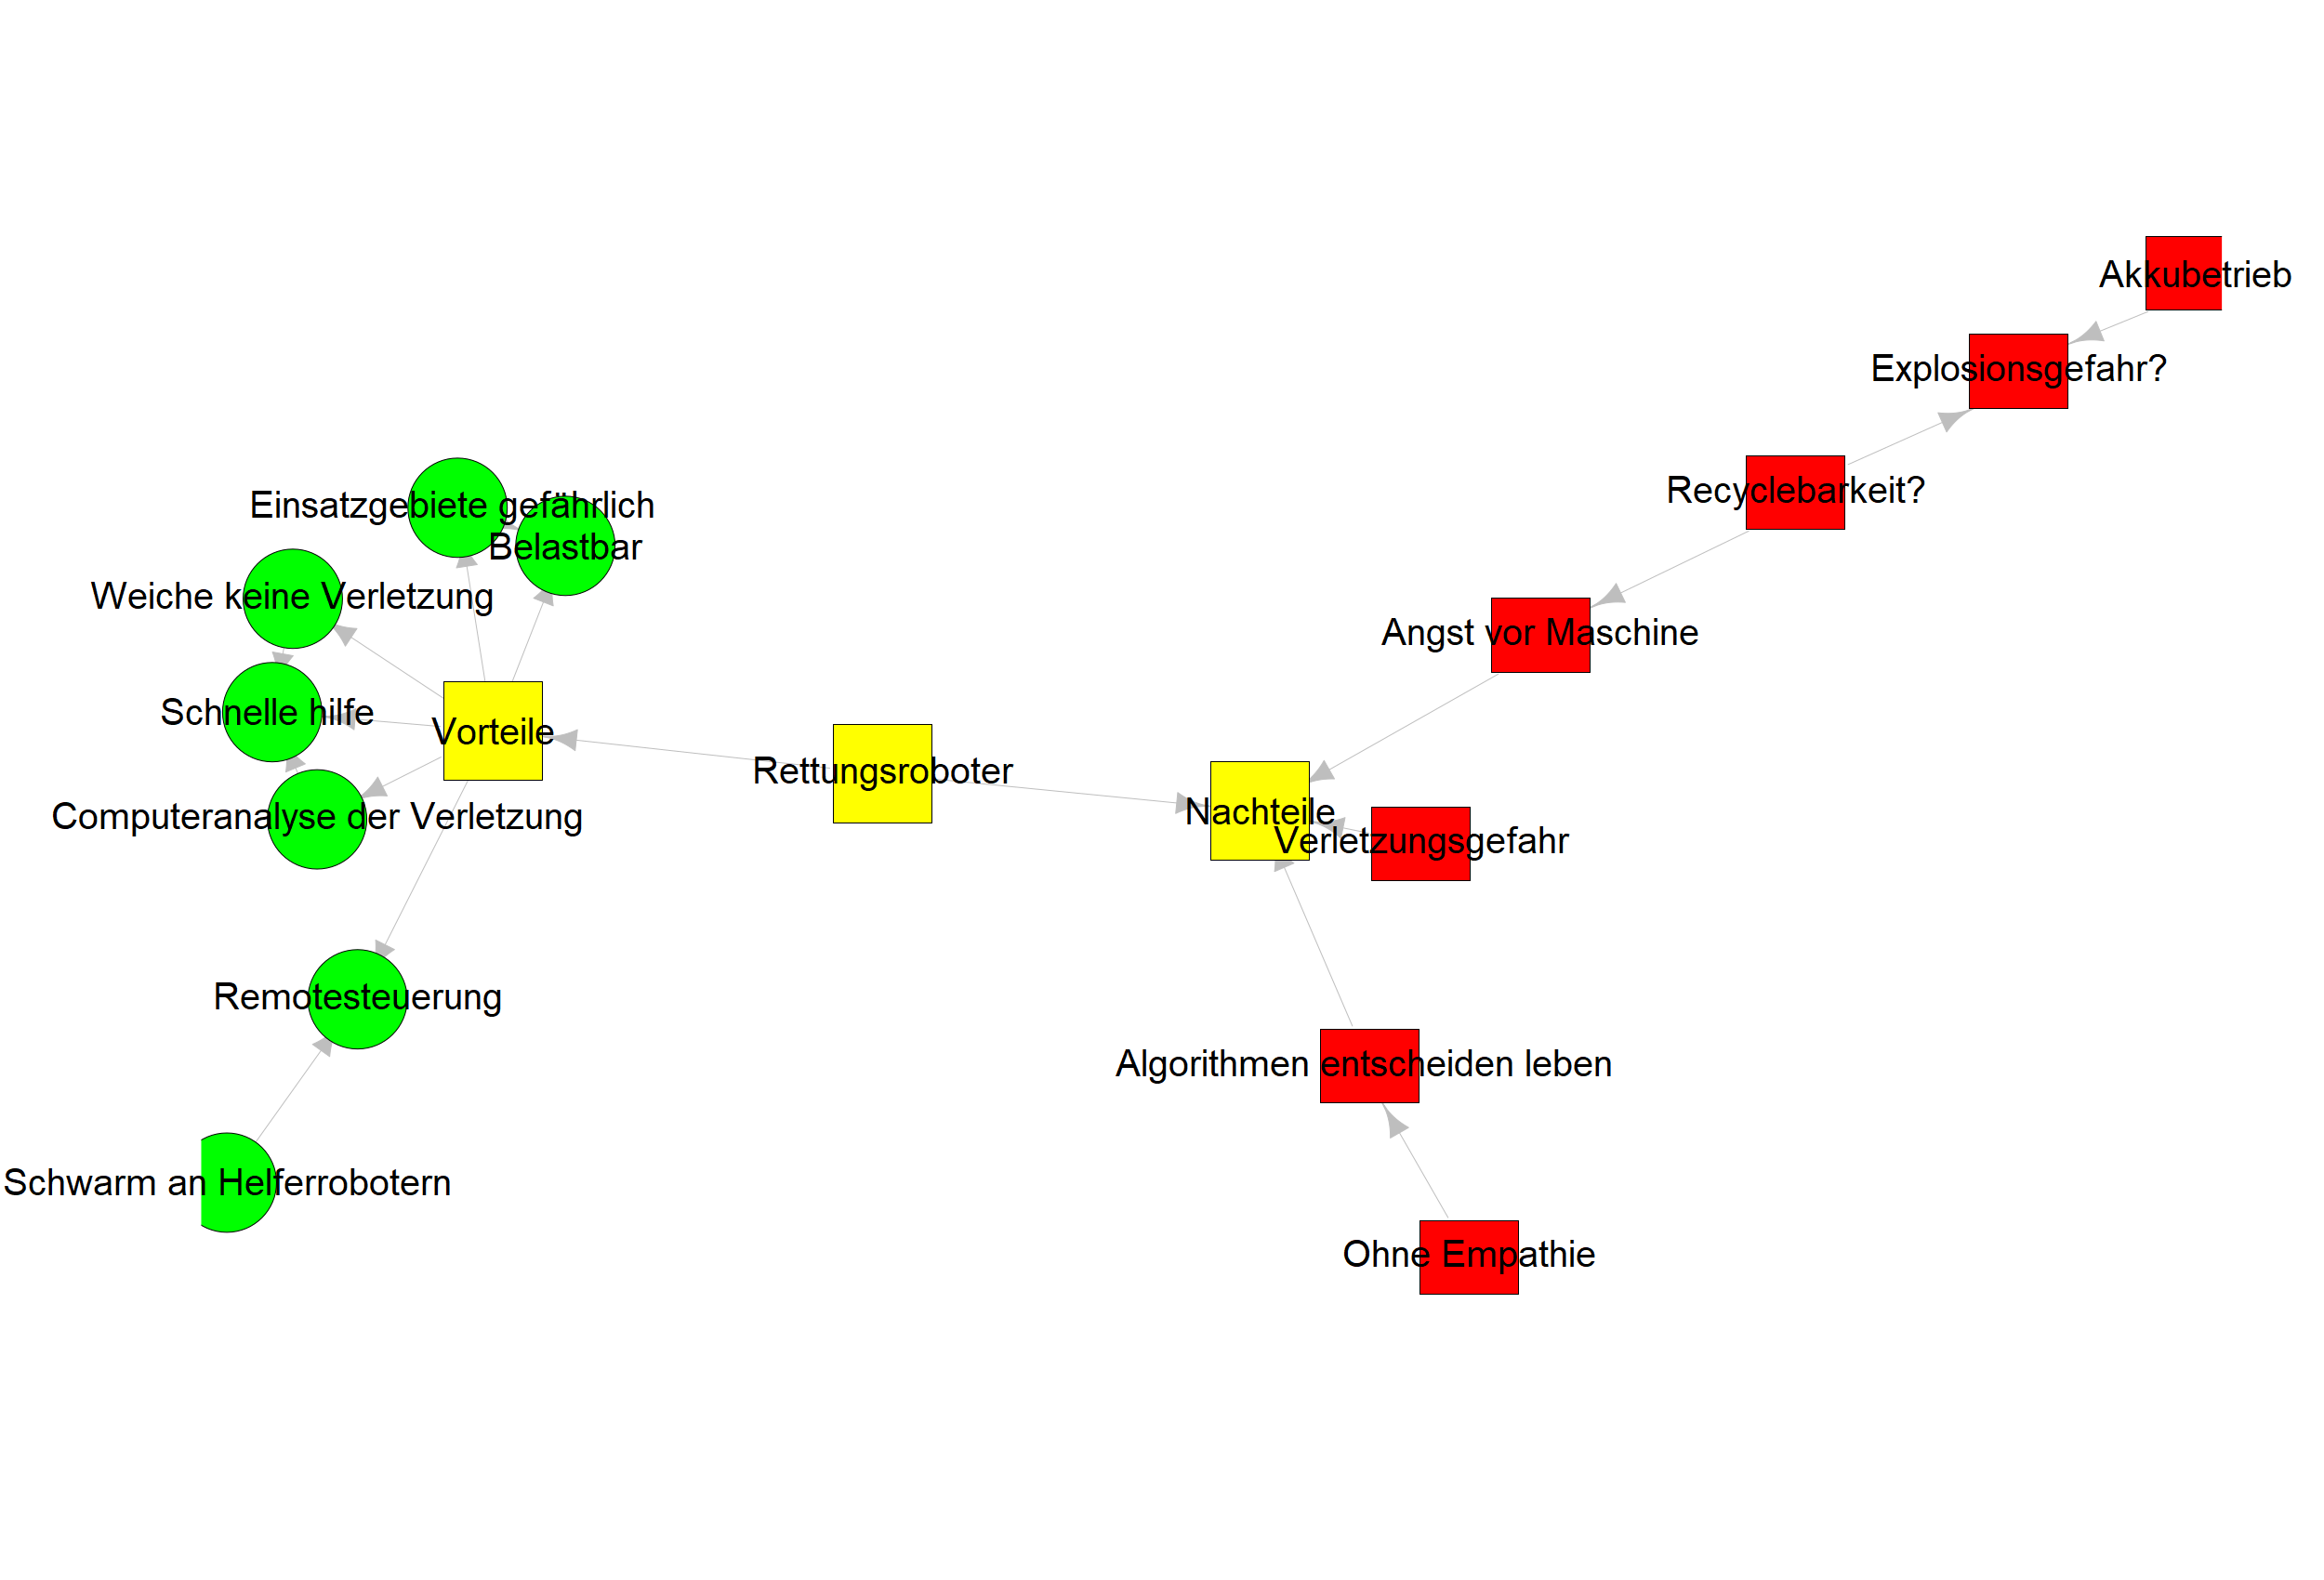 Akkubetrieb
Explosionsgefahr?
Recyclebarkeit?
Einsatzgebiete gefährlich
Belastbar
Weiche keine Verletzung
Angst vor Maschine
Schnelle hilfe
Vorteile
Rettungsroboter
Nachteile
Computeranalyse der Verletzung
Verletzungsgefahr
Remotesteuerung
Algorithmen entscheiden leben
Schwarm an Helferrobotern
Ohne Empathie